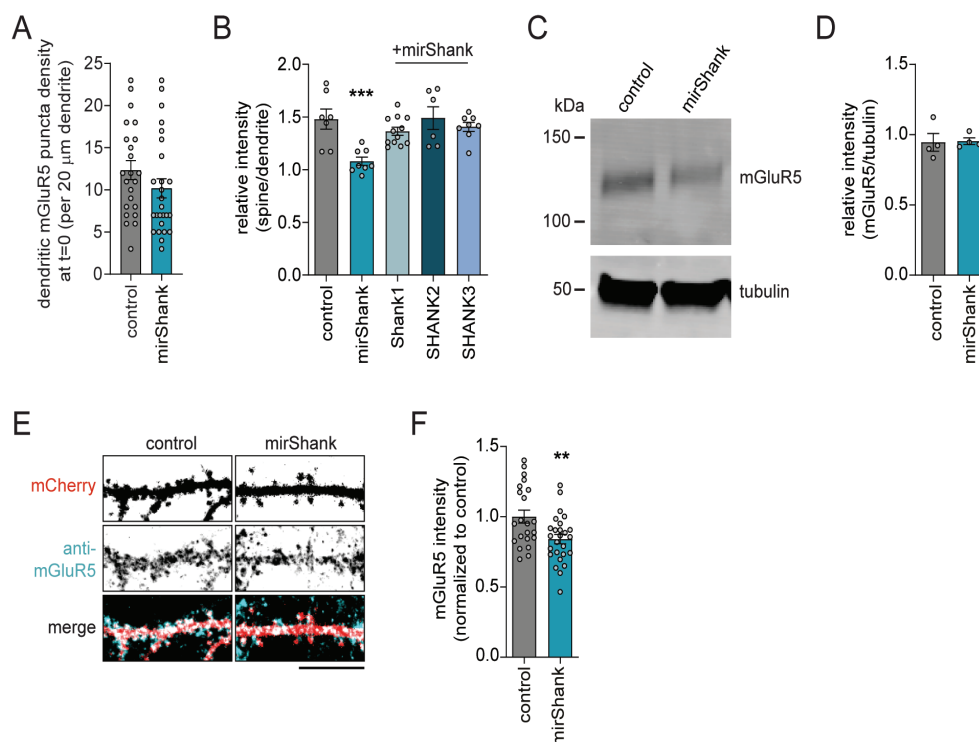 A
dendritic mGluR5 puncta density
at t=0 (per 20 μm dendrite)
25
20
15
10
5
0
control
mirShank
B
+mirShank
relative intensity
(spine/dendrite)
2.0
1.5
1.0
0.5
0.0
***
control
mirShank
Shank1
SHANK2
SHANK3
C
control
mirShank
kDa
150
100
50
mGluR5
tubulin
D
relative intensity
(mGluR5/tubulin)
1.5
1.0
0.5
0.0
control
mirShank
E
control
mirShank
mCherry
anti-
mGluR5
merge
F
mGluR5 intensity
(normalized to control)
1.5
1.0
0.5
0.0
**
control
mirShank